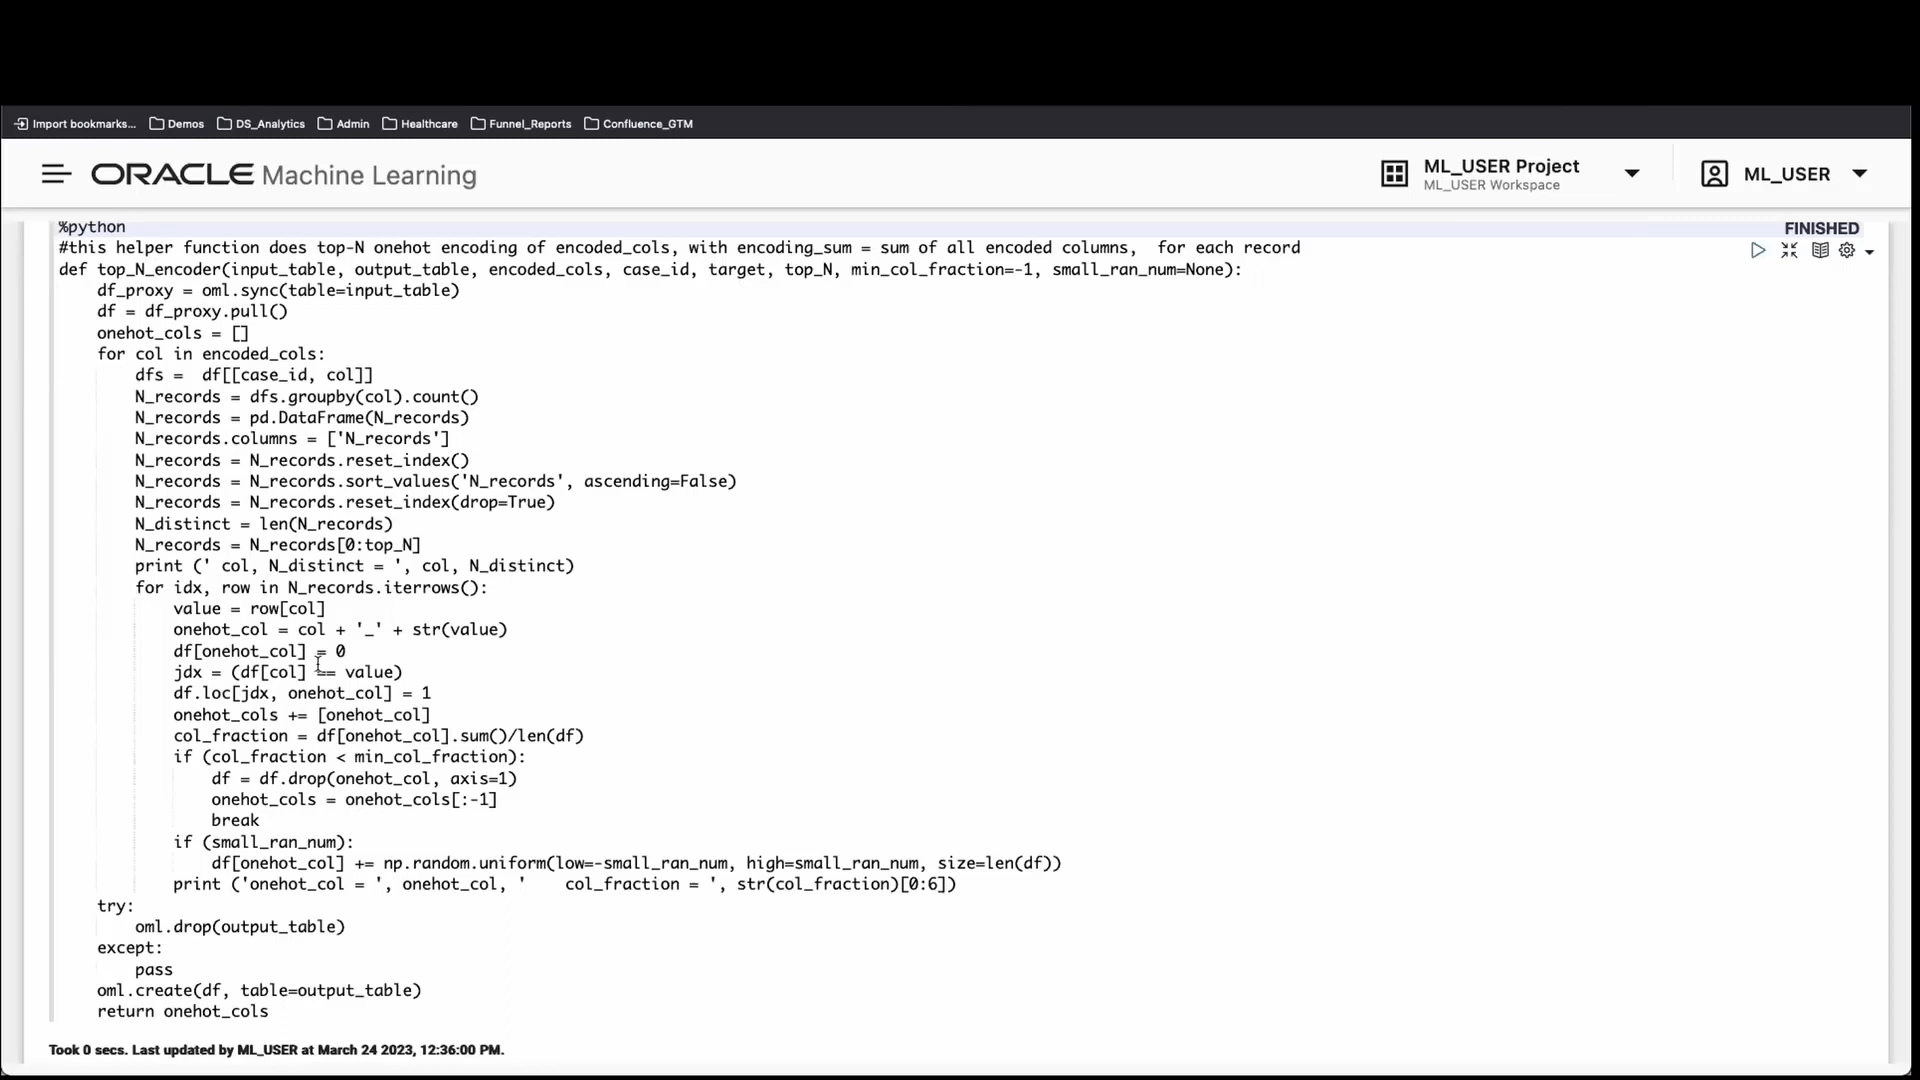 Import bookmarks... Demos DS_Analytics Admin Healthcare Funnel_Reports Confluence_GTM
ORACLE Machine Learning
ML_USER Project
ML_USER Workspace
ML_USER
%python
FINISHED
#this helper function does top-N onehot encoding of encoded_cols, with encoding_sum = sum of all encoded columns,  for each record
def top_N_encoder(input_table, output_table, encoded_cols, case_id, target, top_N, min_col_fraction=-1, small_ran_num=None):
    df_proxy = oml.sync(table=input_table)
    df = df_proxy.pull()
    onehot_cols = []
    for col in encoded_cols:
        dfs =  df[[case_id, col]]
        N_records = dfs.groupby(col).count()
        N_records = pd.DataFrame(N_records)
        N_records.columns = ['N_records']
        N_records = N_records.reset_index()
        N_records = N_records.sort_values('N_records', ascending=False)
        N_records = N_records.reset_index(drop=True)
        N_distinct = len(N_records)
        N_records = N_records[0:top_N]
        print (' col, N_distinct = ', col, N_distinct)
        for idx, row in N_records.iterrows():
            value = row[col]
            onehot_col = col + '_' + str(value)
            df[onehot_col] = 0
            jdx = (df[col] == value)
            df.loc[jdx, onehot_col] = 1
            onehot_cols += [onehot_col]
            col_fraction = df[onehot_col].sum()/len(df)
            if (col_fraction < min_col_fraction):
                df = df.drop(onehot_col, axis=1)
                onehot_cols = onehot_cols[:-1]
                break
            if (small_ran_num):
                df[onehot_col] += np.random.uniform(low=-small_ran_num, high=small_ran_num, size=len(df))
            print ('onehot_col = ', onehot_col, '    col_fraction = ', str(col_fraction)[0:6])
    try:
        oml.drop(output_table)
    except:
        pass
    oml.create(df, table=output_table)
    return onehot_cols
Took 0 secs. Last updated by ML_USER at March 24 2023, 12:36:00 PM.